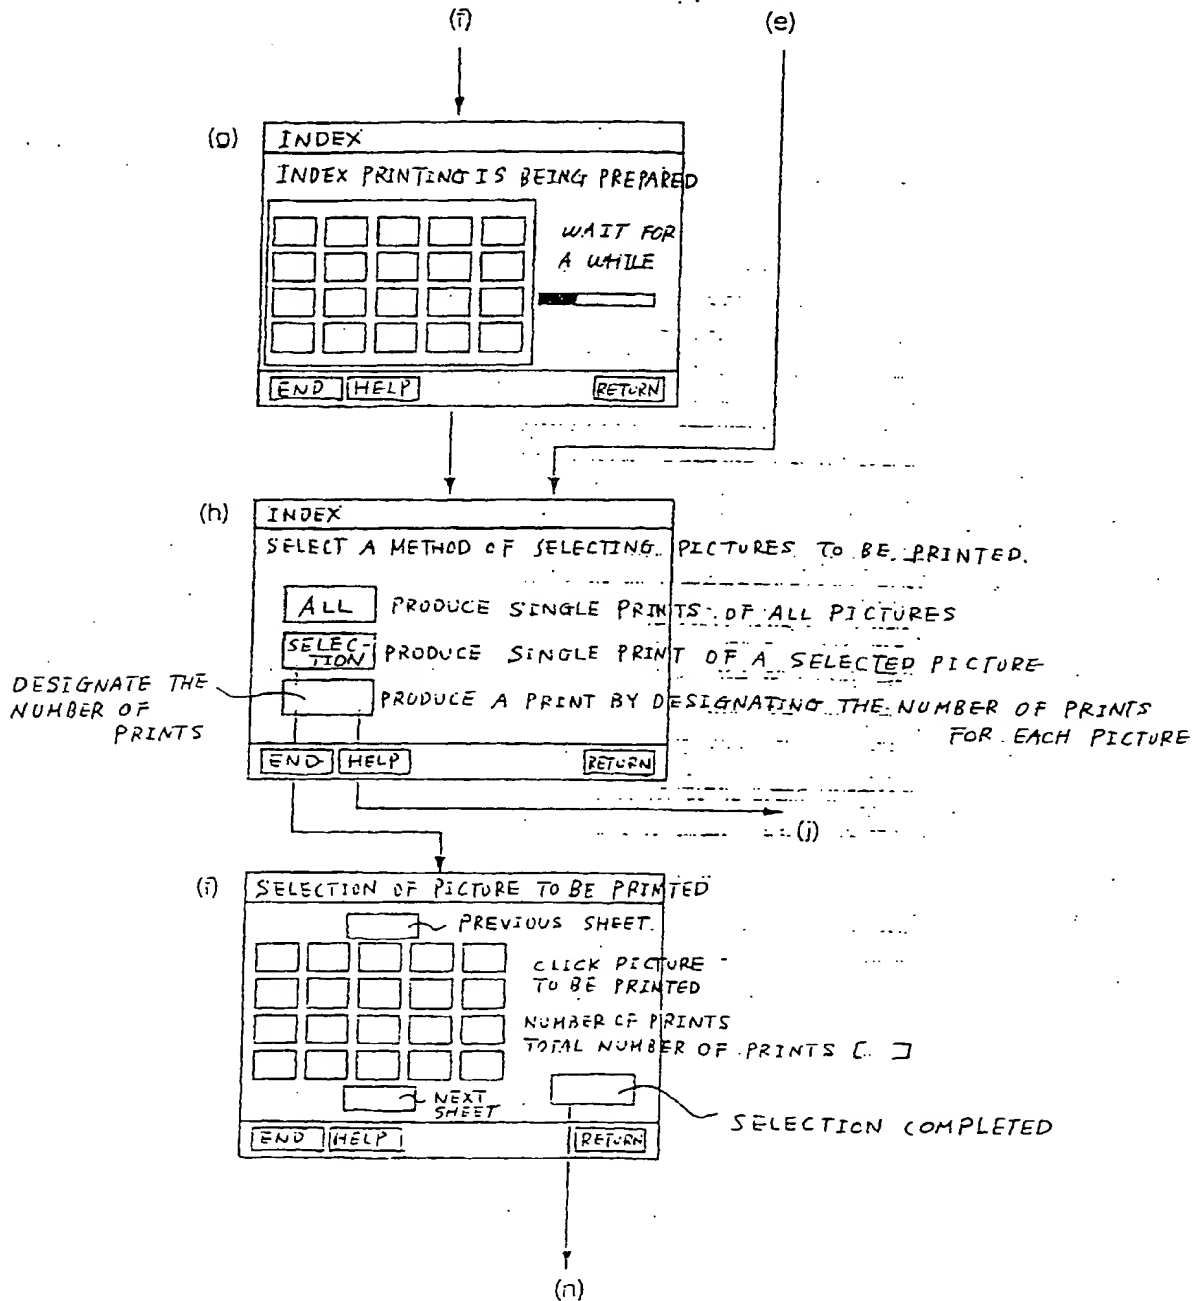 (f)
(e)
(g)
INDEX
INDEX PRINTING IS BEING PREPARED
WAIT FOR
A WHILE
END HELP RETURN
(h)
INDEX
SELECT A METHOD OF SELECTING PICTURES TO BE PRINTED.
ALL PRODUCE SINGLE PRINTS OF ALL PICTURES
SELEC-
TION PRODUCE SINGLE PRINT OF A SELECTED PICTURE
DESIGNATE THE
NUMBER OF
PRINTS
PRODUCE A PRINT BY DESIGNATING THE NUMBER OF PRINTS
FOR EACH PICTURE
END HELP RETURN
(j)
(i)
SELECTION OF PICTURE TO BE PRINTED
PREVIOUS SHEET.
CLICK PICTURE
TO BE PRINTED
NUMBER OF PRINTS
TOTAL NUMBER OF PRINTS [ ]
NEXT
SHEET
SELECTION COMPLETED
END HELP RETURN
(n)